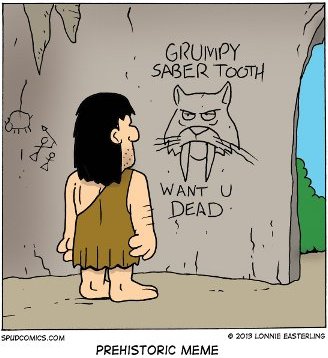 GRUMPY
SABER TOOTH
WANT U
DEAD
SPUDCOMICS.COM
© 2013 LONNIE EASTERLING
PREHISTORIC MEME